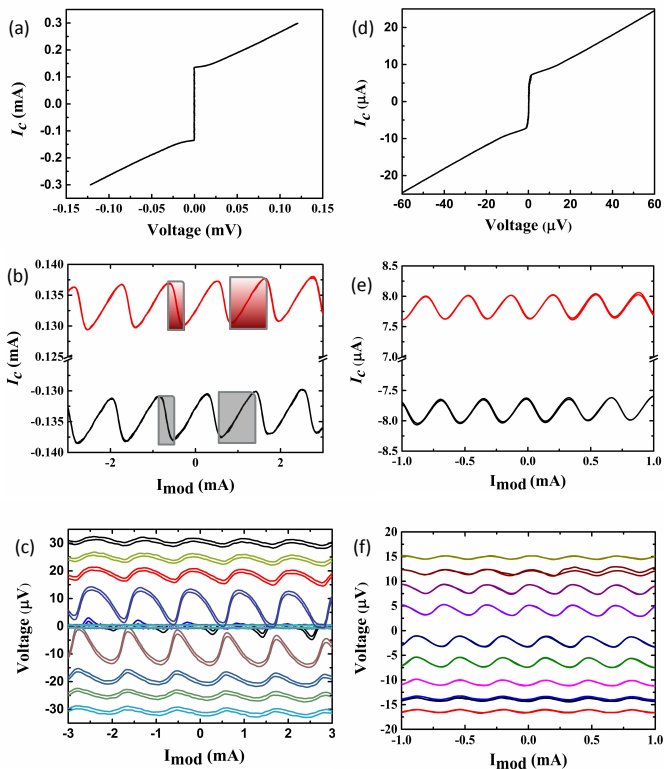 (a)
0.3
0.2
0.1
0.0
-0.1
-0.2
-0.3
I_c (mA)
-0.15 -0.10 -0.05 0.00 0.05 0.10 0.15
Voltage (mV)
(d)
20
10
0
-10
-20
I_c (μA)
-60 -40 -20 0 20 40 60
Voltage (μV)
(b)
0.140
0.135
0.130
0.125
-0.130
-0.135
-0.140
I_c (mA)
-2 0 2
I_mod (mA)
(e)
8.5
8.0
7.5
7.0
-7.5
-8.0
-8.5
I_c (μA)
-1.0 -0.5 0.0 0.5 1.0
I_mod (mA)
(c)
30
20
10
0
-10
-20
-30
Voltage (μV)
-3 -2 -1 0 1 2 3
I_mod (mA)
(f)
20
15
10
5
0
-5
-10
-15
-20
Voltage (μV)
-1.0 -0.5 0.0 0.5 1.0
I_mod (mA)